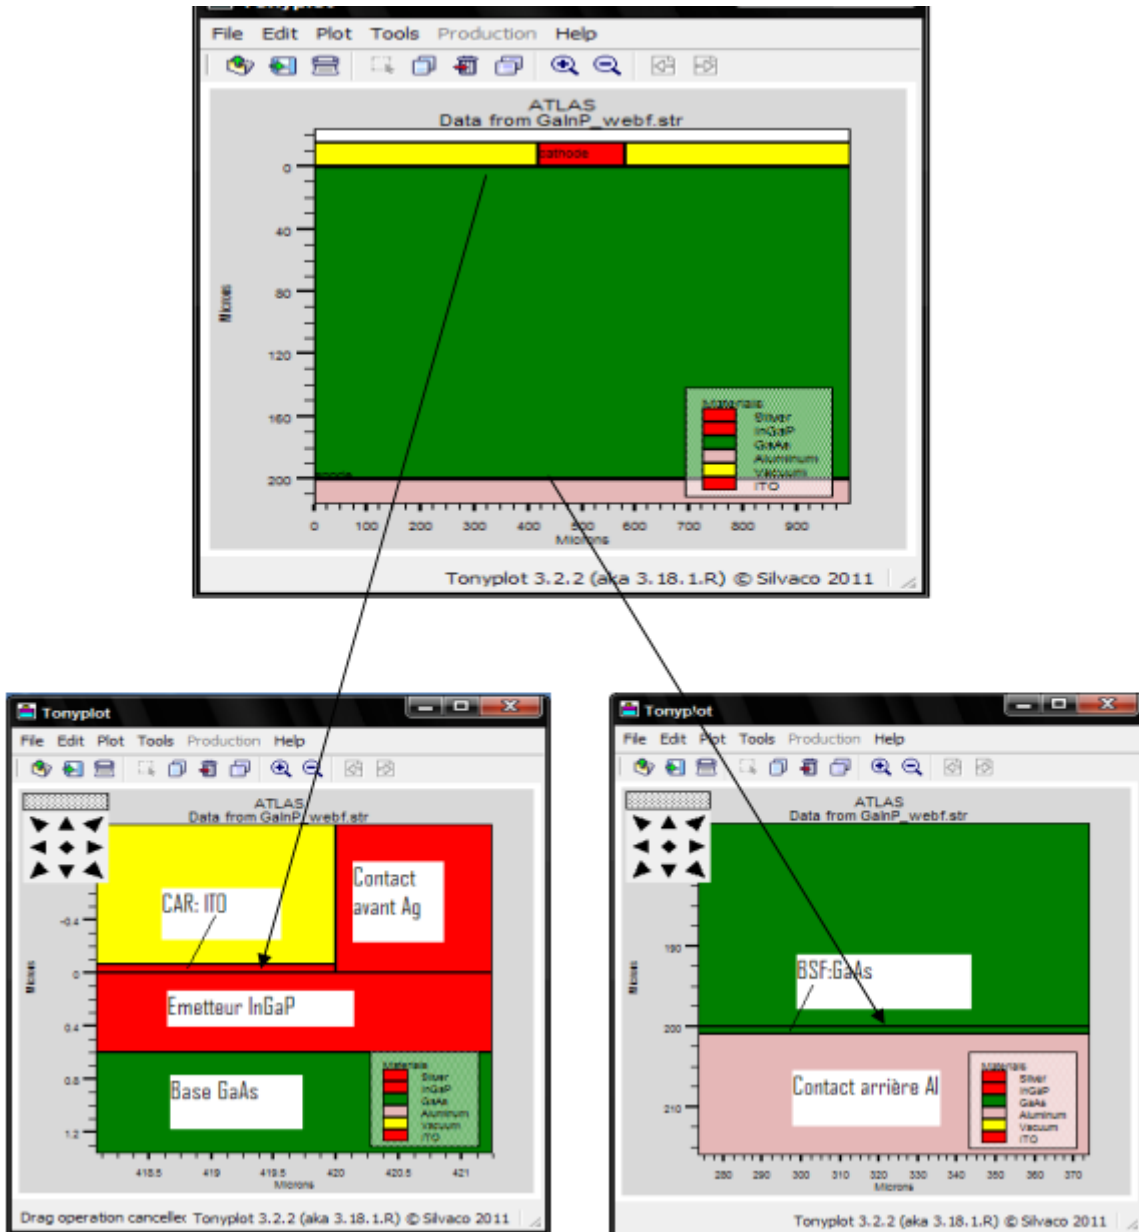 Tonyplot
File Edit Plot Tools Production Help
ATLAS
Data from GaInP_webf.str
cathode
0
40
80
120
160
200
Microns
anode
Materials
Silver
InGaP
GaAs
Aluminum
Vacuum
ITO
0 100 200 300 400 500 600 700 800 900
Microns
Tonyplot 3.2.2 (aka 3.18.1.R) © Silvaco 2011
Tonyplot
File Edit Plot Tools Production Help
ATLAS
Data from GaInP_webf.str
Contact
avant Ag
CAR: ITO
-0.4
0
0.4
0.8
1.2
Microns
Emetteur InGaP
Base GaAs
Materials
Silver
InGaP
GaAs
Aluminum
Vacuum
ITO
418.5 419 419.5 420 420.5 421
Microns
Drag operation cancelled Tonyplot 3.2.2 (aka 3.18.1.R) © Silvaco 2011
Tonyplot
File Edit Plot Tools Production Help
ATLAS
Data from GaInP_webf.str
190
200
210
Microns
BSF:GaAs
Contact arrière Al
Materials
Silver
InGaP
GaAs
Aluminum
Vacuum
ITO
280 290 300 310 320 330 340 350 360 370
Microns
Tonyplot 3.2.2 (aka 3.18.1.R) © Silvaco 2011